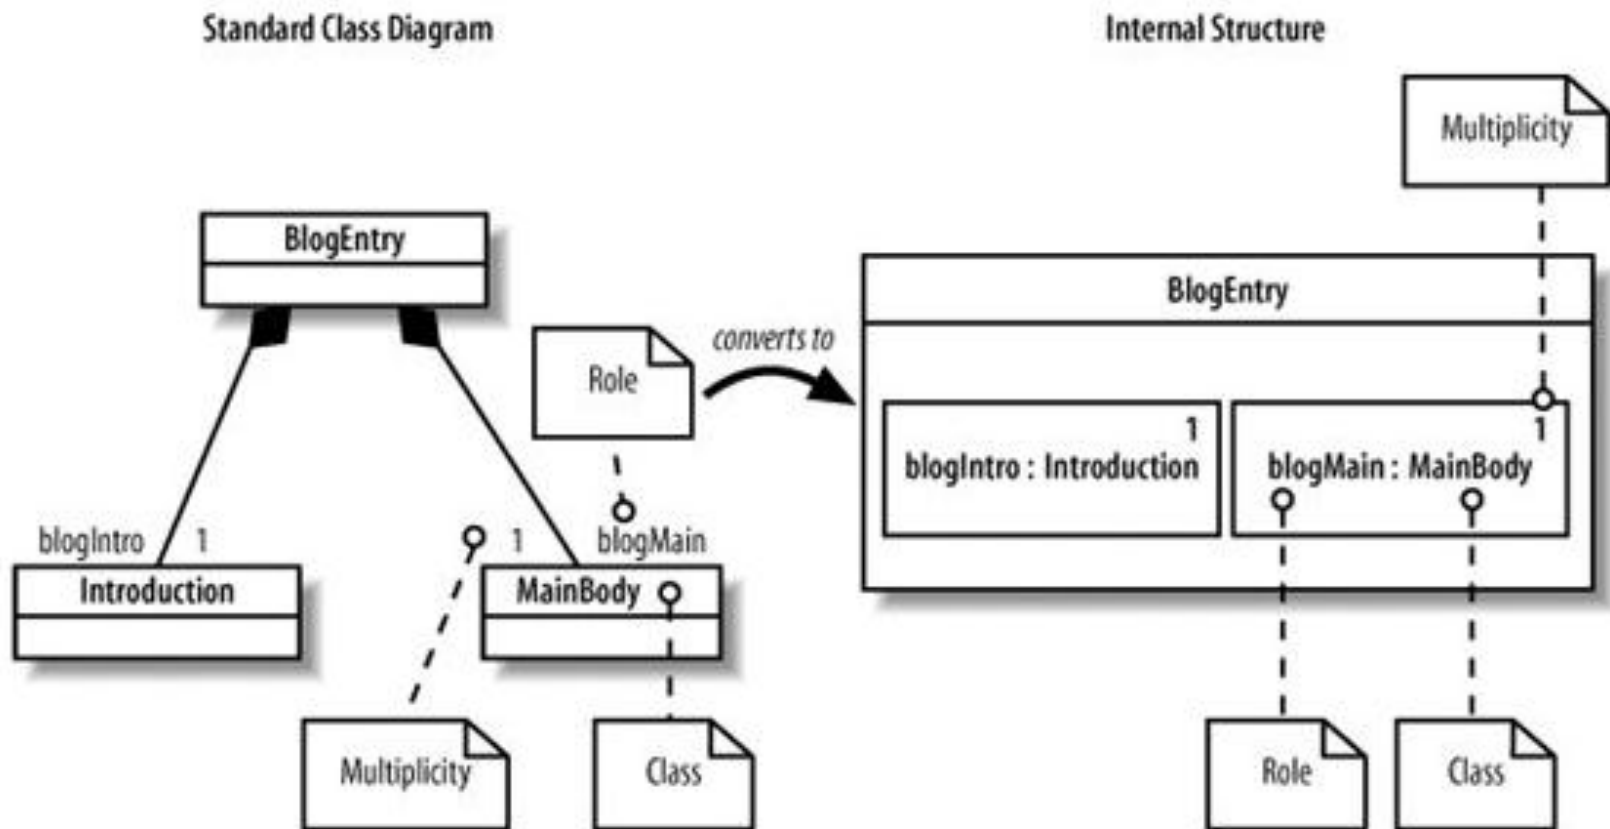 Standard Class Diagram
Internal Structure
Multiplicity
BlogEntry
BlogEntry
Role
converts to
1
1
blogIntro : Introduction
blogMain : MainBody
blogIntro
1
1
blogMain
Introduction
MainBody
Multiplicity
Class
Role
Class